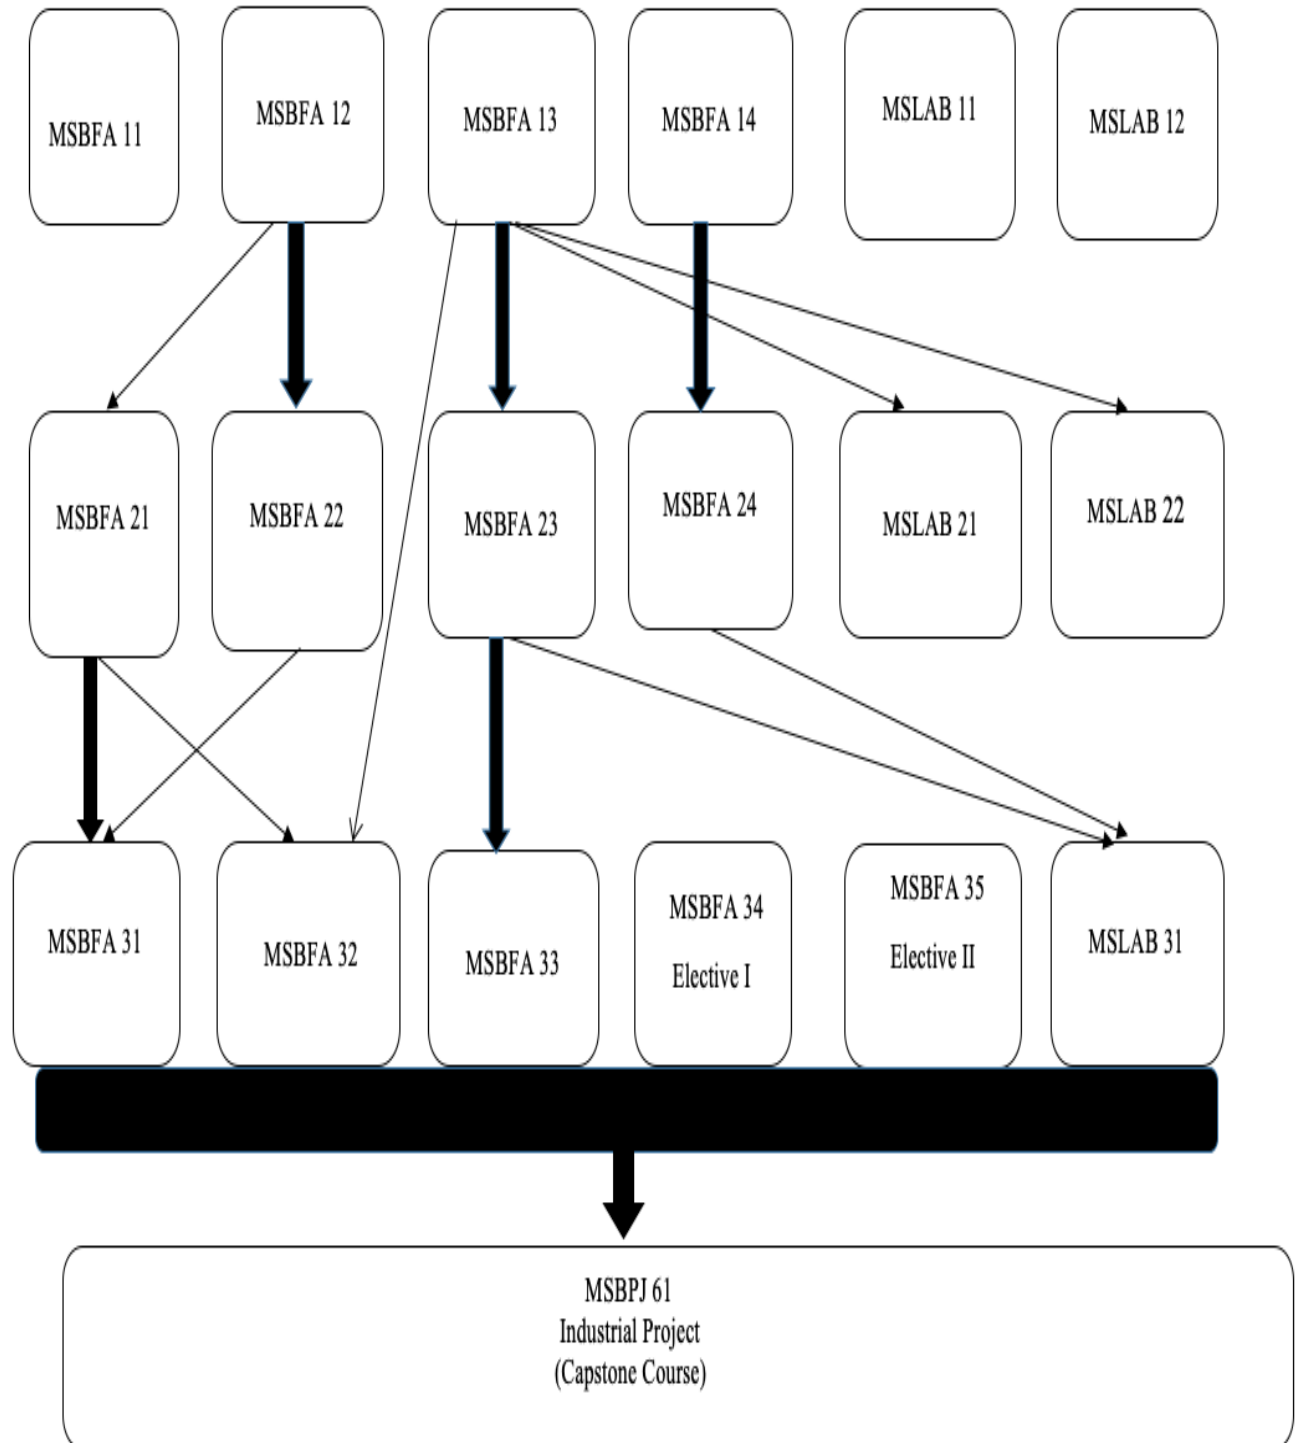 MSBFA 11
MSBFA 12
MSBFA 13
MSBFA 14
MSLAB 11
MSLAB 12
MSBFA 21
MSBFA 22
MSBFA 23
MSBFA 24
MSLAB 21
MSLAB 22
MSBFA 31
MSBFA 32
MSBFA 33
MSBFA 34
Elective I
MSBFA 35
Elective II
MSLAB 31
MSBPJ 61
Industrial Project
(Capstone Course)